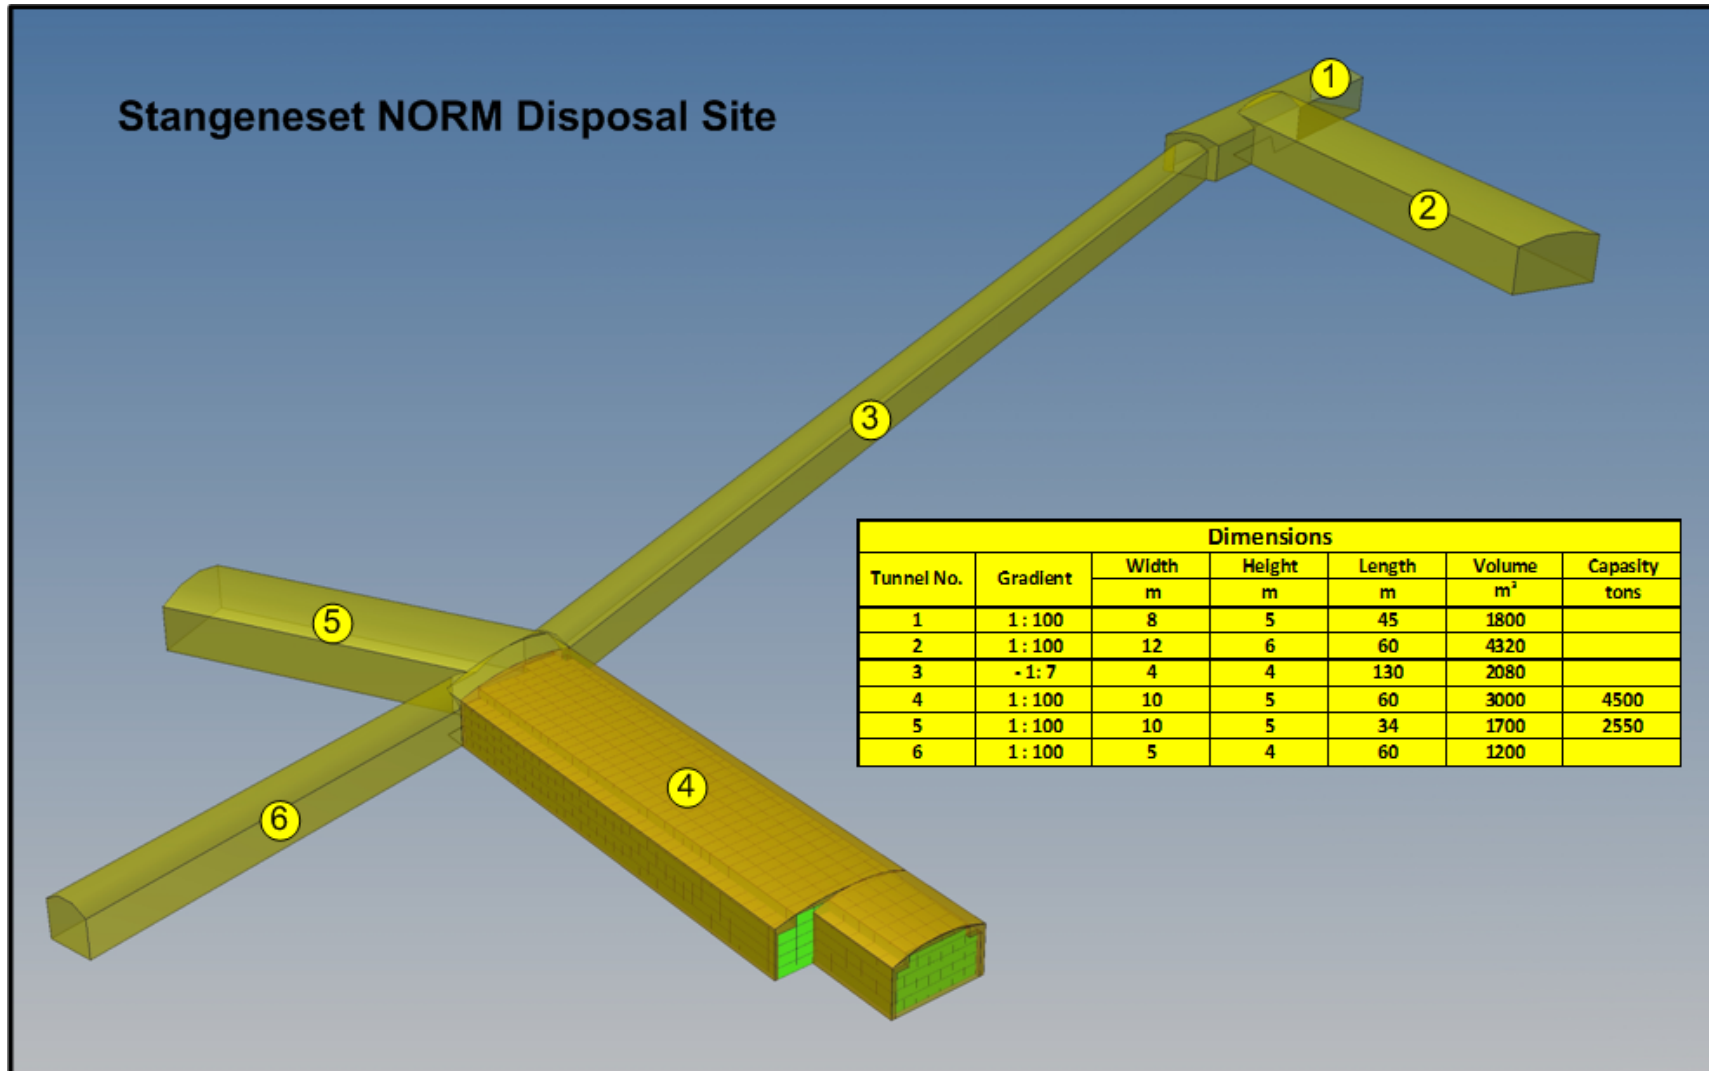 Stangeneset NORM Disposal Site
1
2
3
5
4
6
Dimensions
Tunnel No. Gradient Width Height Length Volume Capasity
m m m m³ tons
1 1 : 100 8 5 45 1800
2 1 : 100 12 6 60 4320
3 - 1: 7 4 4 130 2080
4 1 : 100 10 5 60 3000 4500
5 1 : 100 10 5 34 1700 2550
6 1 : 100 5 4 60 1200